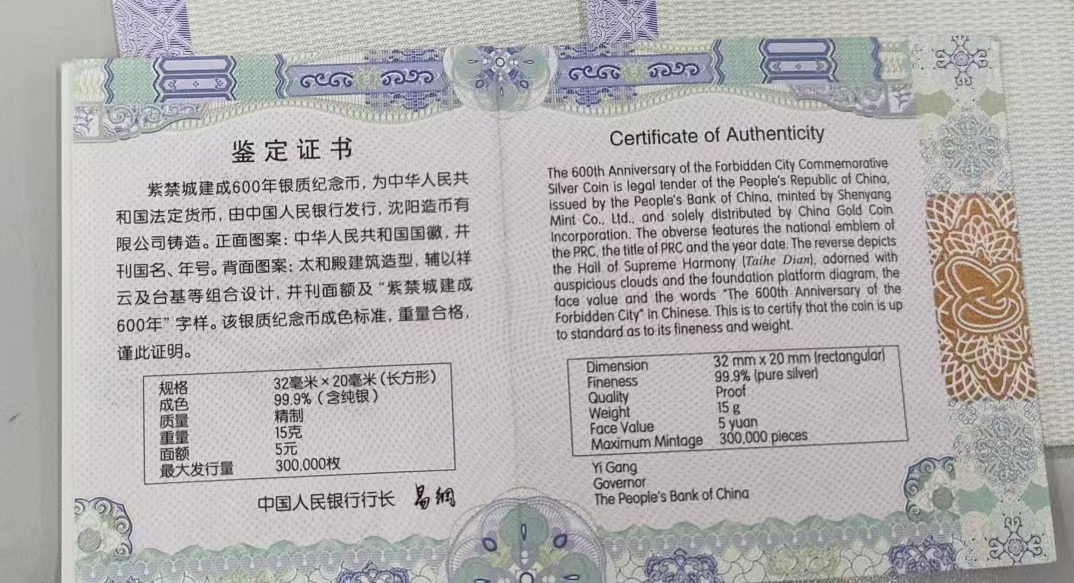 鉴定证书
紫禁城建成600年银质纪念币，为中华人民共
和国法定货币，由中国人民银行发行，沈阳造币有
限公司铸造。正面图案：中华人民共和国国徽，并
刊国名、年号。背面图案：太和殿建筑造型，辅以祥
云及台基等组合设计，并刊面额及“紫禁城建成
600年”字样。该银质纪念币成色标准，重量合格，
谨此证明。
规格 32毫米×20毫米（长方形）
成色 99.9%（含纯银）
质量 精制
重量 15克
面额 5元
最大发行量 300,000枚
中国人民银行行长 易纲
Certificate of Authenticity
The 600th Anniversary of the Forbidden City Commemorative
Silver Coin is legal tender of the People's Republic of China,
issued by the People's Bank of China, minted by Shenyang
Mint Co., Ltd., and solely distributed by China Gold Coin
Incorporation. The obverse features the national emblem of
the PRC, the title of PRC and the year date. The reverse depicts
the Hall of Supreme Harmony (Taihe Dian), adorned with
auspicious clouds and the foundation platform diagram, the
face value and the words "The 600th Anniversary of the
Forbidden City" in Chinese. This is to certify that the coin is up
to standard as to its fineness and weight.
Dimension 32 mm x 20 mm (rectangular)
Fineness 99.9% (pure silver)
Quality Proof
Weight 15 g
Face Value 5 yuan
Maximum Mintage 300,000 pieces
Yi Gang
Governor
The People's Bank of China